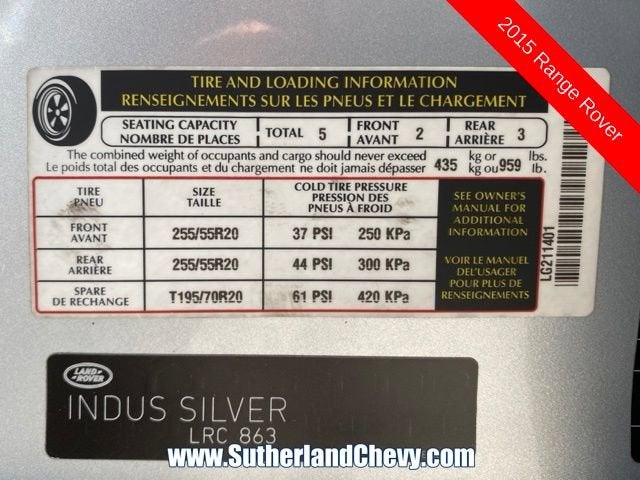 2015 Range Rover
TIRE AND LOADING INFORMATION
RENSEIGNEMENTS SUR LES PNEUS ET LE CHARGEMENT
SEATING CAPACITY
NOMBRE DE PLACES
TOTAL 5
FRONT
AVANT 2
REAR
ARRIÈRE 3
The combined weight of occupants and cargo should never exceed 435 kg or 959 lbs.
Le poids total des occupants et du chargement ne doit jamais dépasser kg ou lb.
TIRE
PNEU
SIZE
TAILLE
COLD TIRE PRESSURE
PRESSION DES
PNEUS À FROID
FRONT
AVANT
255/55R20
37 PSI 250 KPa
REAR
ARRIÈRE
255/55R20
44 PSI 300 KPa
SPARE
DE RECHANGE
T195/70R20
61 PSI 420 KPa
SEE OWNER'S
MANUAL FOR
ADDITIONAL
INFORMATION
VOIR LE MANUEL
DEL'USAGER
POUR PLUS DE
RENSEIGNEMENTS
LG211401
LAND-
ROVER
INDUS SILVER
LRC 863
www.SutherlandChevy.com